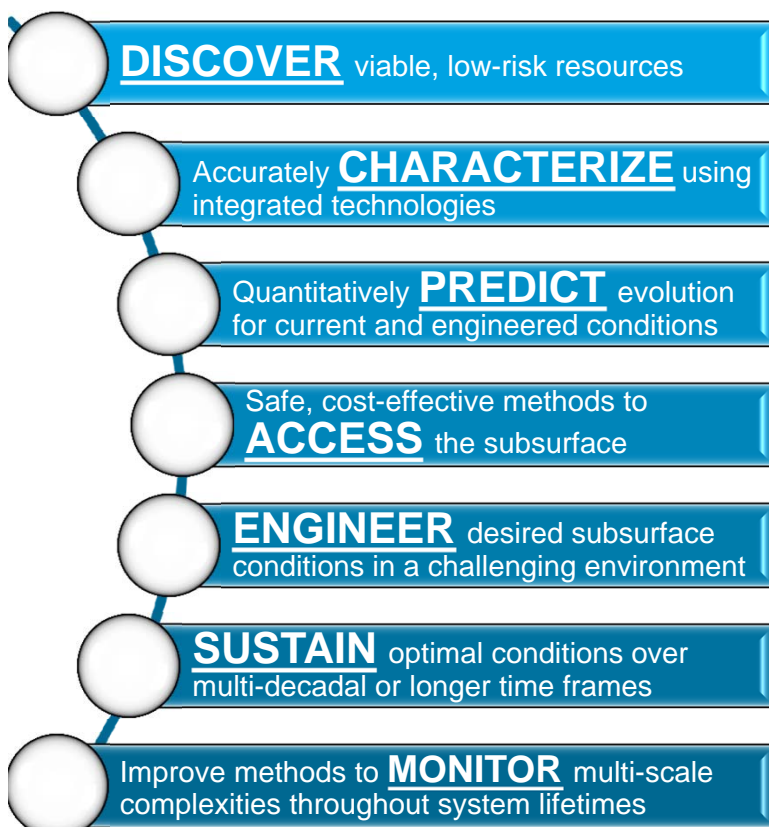 DISCOVER viable, low-risk resources
Accurately CHARACTERIZE using
integrated technologies
Quantitatively PREDICT evolution
for current and engineered conditions
Safe, cost-effective methods to
ACCESS the subsurface
ENGINEER desired subsurface
conditions in a challenging environment
SUSTAIN optimal conditions over
multi-decadal or longer time frames
Improve methods to MONITOR multi-scale
complexities throughout system lifetimes